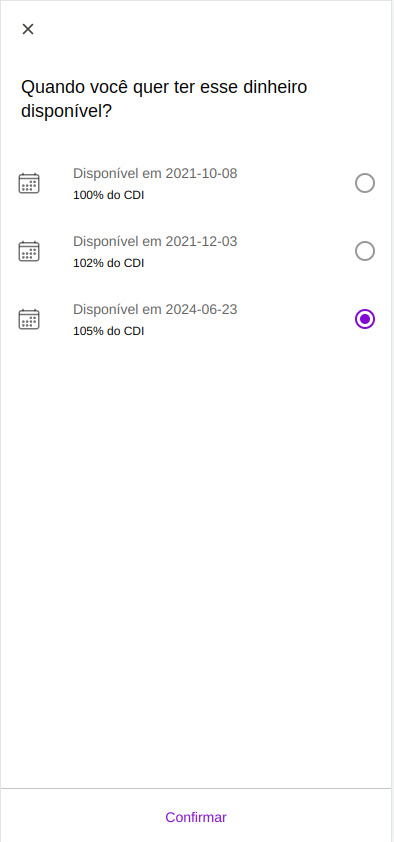 Quando você quer ter esse dinheiro
disponível?
Disponível em 2021-10-08
100% do CDI
Disponível em 2021-12-03
102% do CDI
Disponível em 2024-06-23
105% do CDI
Confirmar